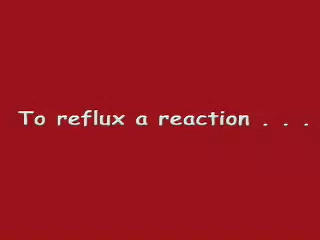 To reflux a reaction . . .